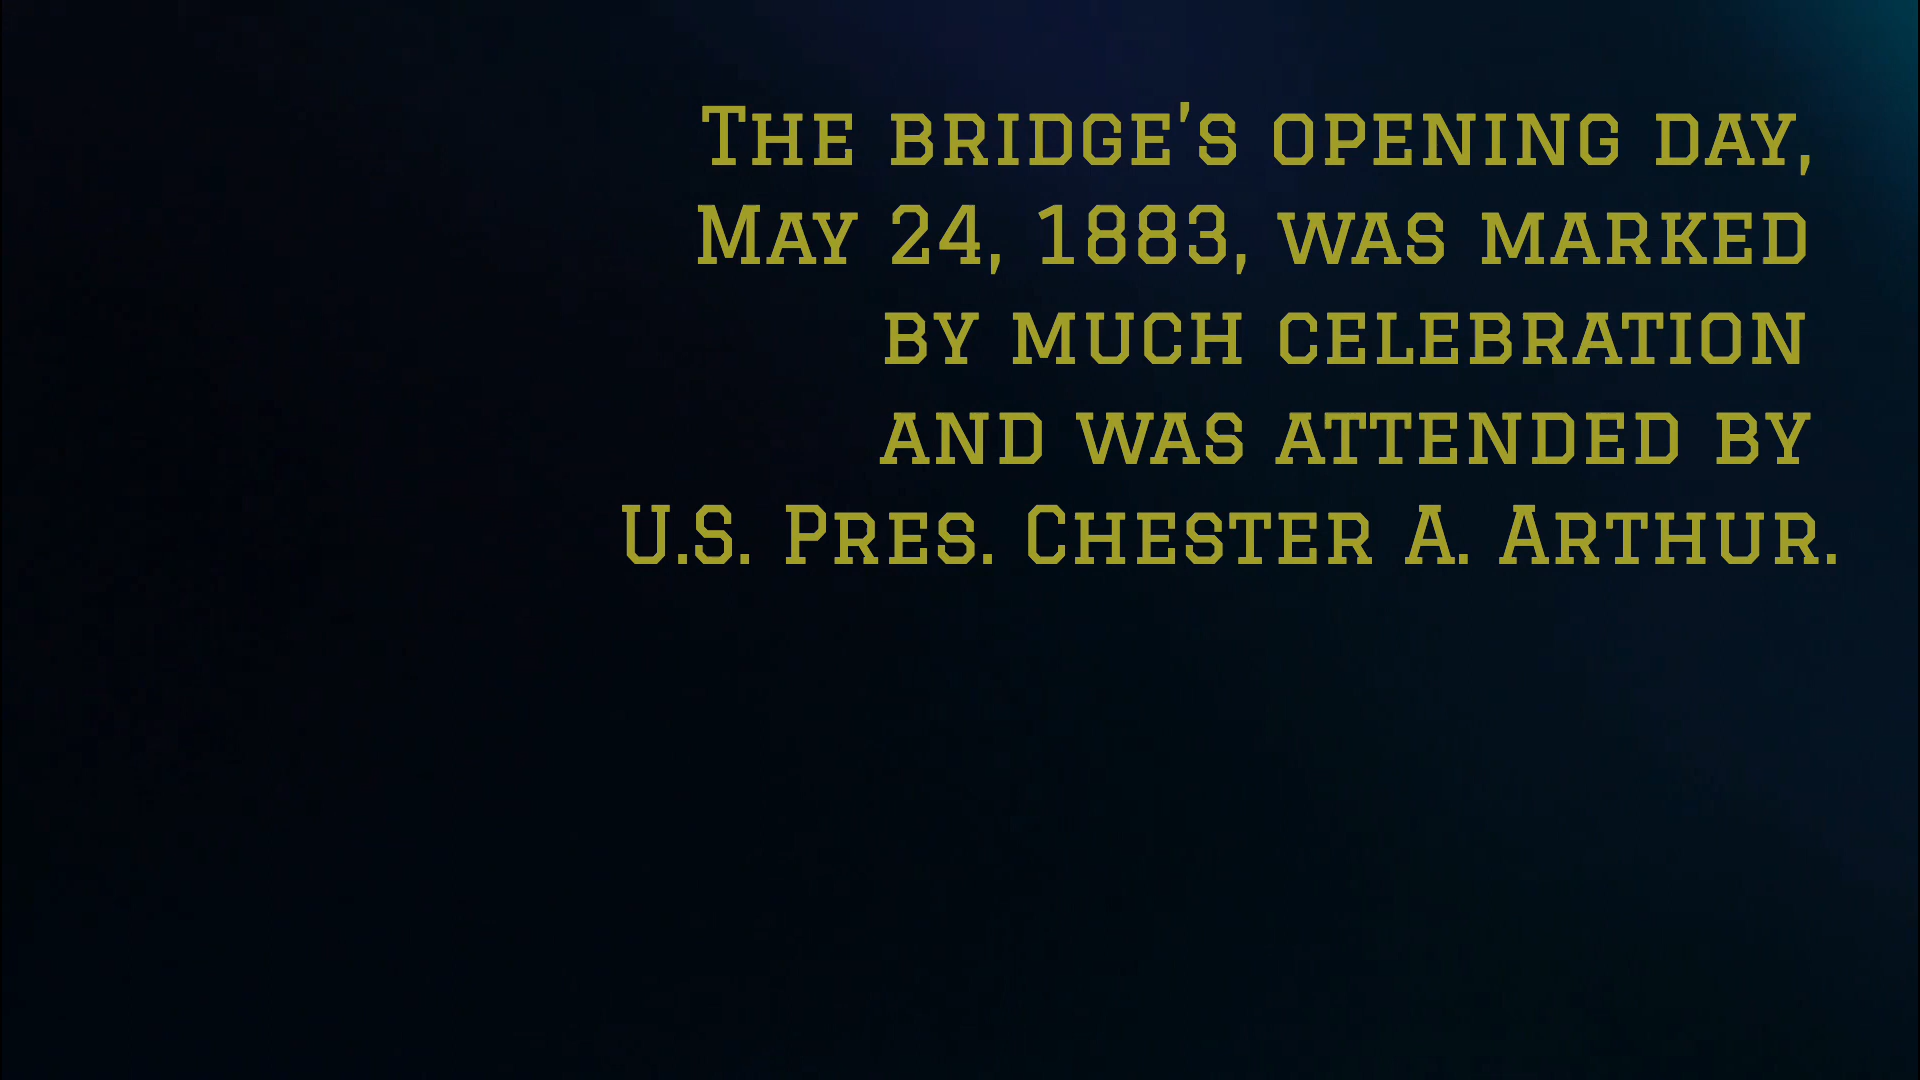 The bridge's opening day,
May 24, 1883, was marked
by much celebration
and was attended by
U.S. Pres. Chester A. Arthur.